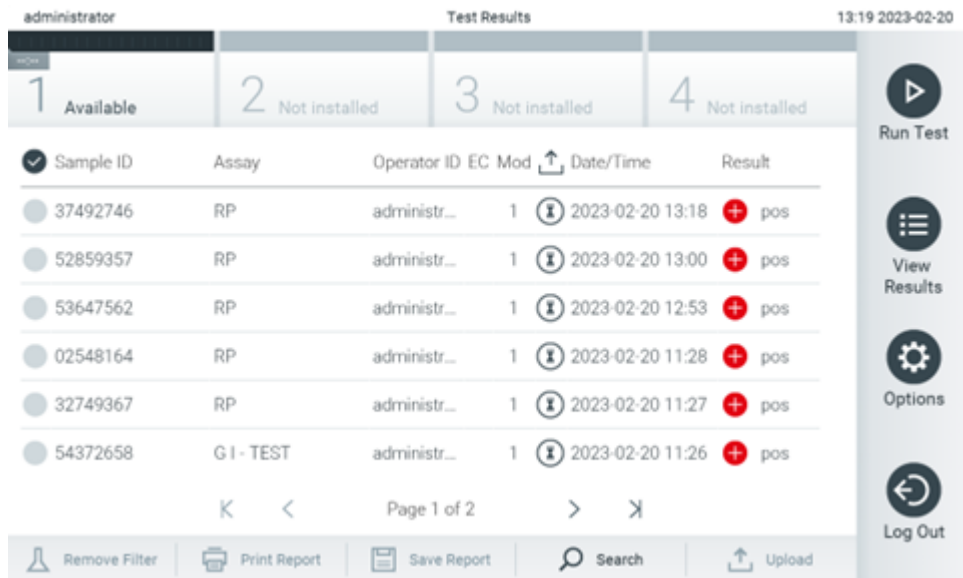 administrator Test Results 13:19 2023-02-20
1 Available 2 Not installed 3 Not installed 4 Not installed
Run Test
Sample ID Assay Operator ID EC Mod Date/Time Result
37492746 RP administr... 1 2023-02-20 13:18 pos
52859357 RP administr... 1 2023-02-20 13:00 pos
View
Results
53647562 RP administr... 1 2023-02-20 12:53 pos
02548164 RP administr... 1 2023-02-20 11:28 pos
Options
32749367 RP administr... 1 2023-02-20 11:27 pos
54372658 G I - TEST administr... 1 2023-02-20 11:26 pos
Page 1 of 2
Log Out
Remove Filter Print Report Save Report Search Upload